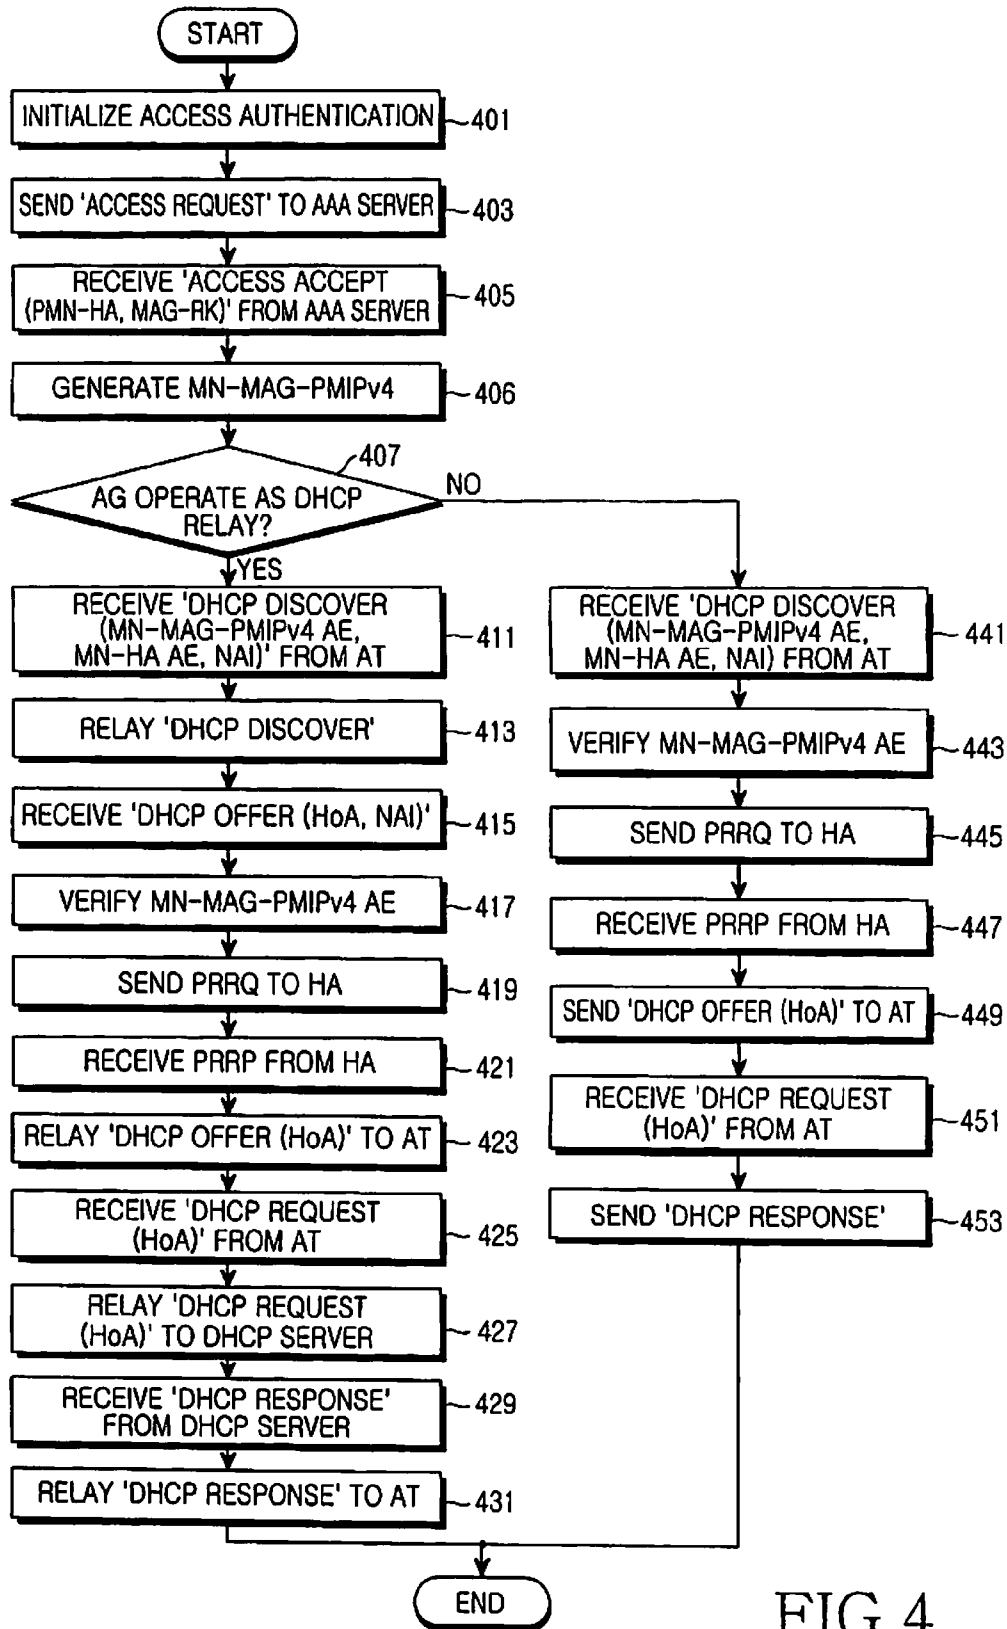 START
INITIALIZE ACCESS AUTHENTICATION
401
SEND 'ACCESS REQUEST' TO AAA SERVER
403
RECEIVE 'ACCESS ACCEPT
(PMN-HA, MAG-RK)' FROM AAA SERVER
405
GENERATE MN-MAG-PMIPv4
406
407
AG OPERATE AS DHCP
RELAY?
NO
YES
RECEIVE 'DHCP DISCOVER
(MN-MAG-PMIPv4 AE,
MN-HA AE, NAI)' FROM AT
411
RELAY 'DHCP DISCOVER'
413
RECEIVE 'DHCP OFFER (HoA, NAI)'
415
VERIFY MN-MAG-PMIPv4 AE
417
SEND PRRQ TO HA
419
RECEIVE PRRP FROM HA
421
RELAY 'DHCP OFFER (HoA)' TO AT
423
RECEIVE 'DHCP REQUEST
(HoA)' FROM AT
425
RELAY 'DHCP REQUEST
(HoA)' TO DHCP SERVER
427
RECEIVE 'DHCP RESPONSE'
FROM DHCP SERVER
429
RELAY 'DHCP RESPONSE' TO AT
431
RECEIVE 'DHCP DISCOVER
(MN-MAG-PMIPv4 AE,
MN-HA AE, NAI) FROM AT
441
VERIFY MN-MAG-PMIPv4 AE
443
SEND PRRQ TO HA
445
RECEIVE PRRP FROM HA
447
SEND 'DHCP OFFER (HoA)' TO AT
449
RECEIVE 'DHCP REQUEST
(HoA)' FROM AT
451
SEND 'DHCP RESPONSE'
453
END
FIG.4